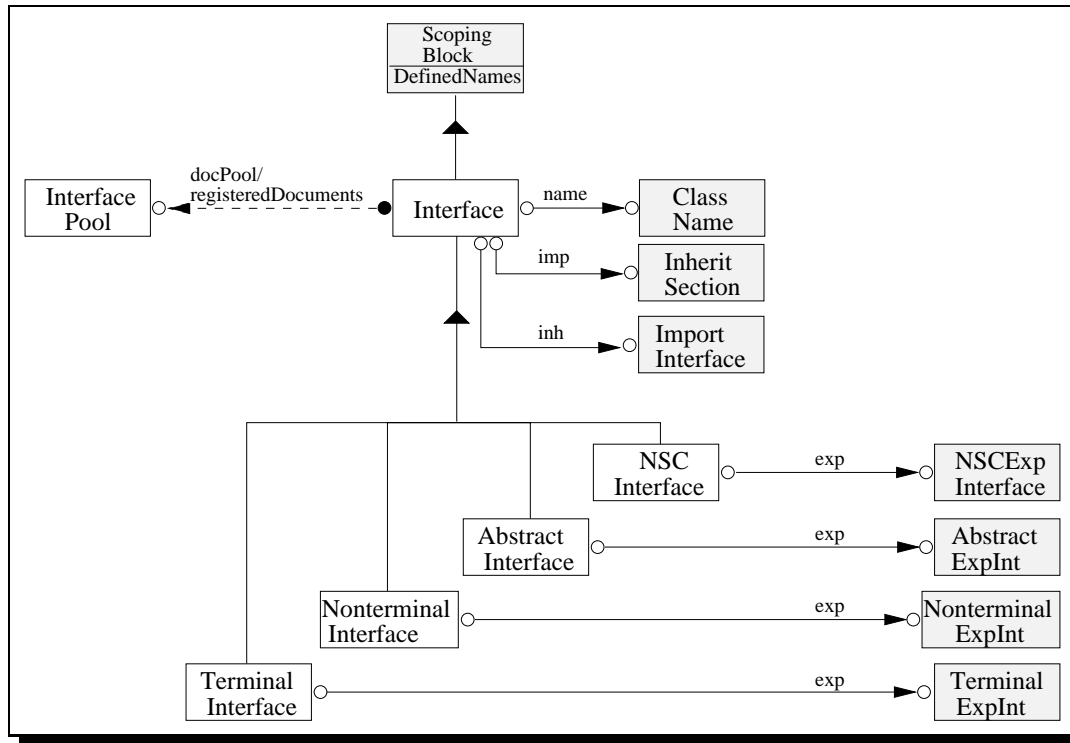 Scoping
Block
DefinedNames
docPool/
registeredDocuments
Interface
Pool
Interface
name
Class
Name
imp
Inherit
Section
inh
Import
Interface
NSC
Interface
exp
NSCExp
Interface
Abstract
Interface
exp
Abstract
ExpInt
Nonterminal
Interface
exp
Nonterminal
ExpInt
Terminal
Interface
exp
Terminal
ExpInt